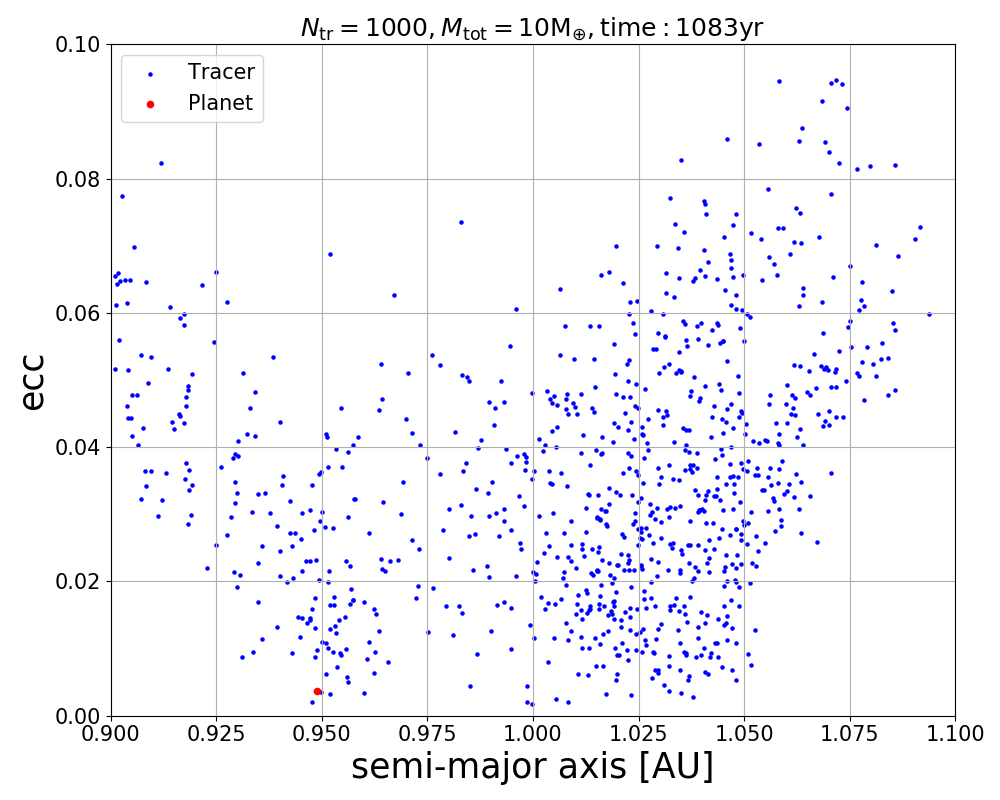 N_tr = 1000, M_tot = 10M_⊕, time : 1083yr
Tracer
Planet
0.10
0.08
0.06
0.04
0.02
0.00
ecc
0.900 0.925 0.950 0.975 1.000 1.025 1.050 1.075 1.100
semi-major axis [AU]